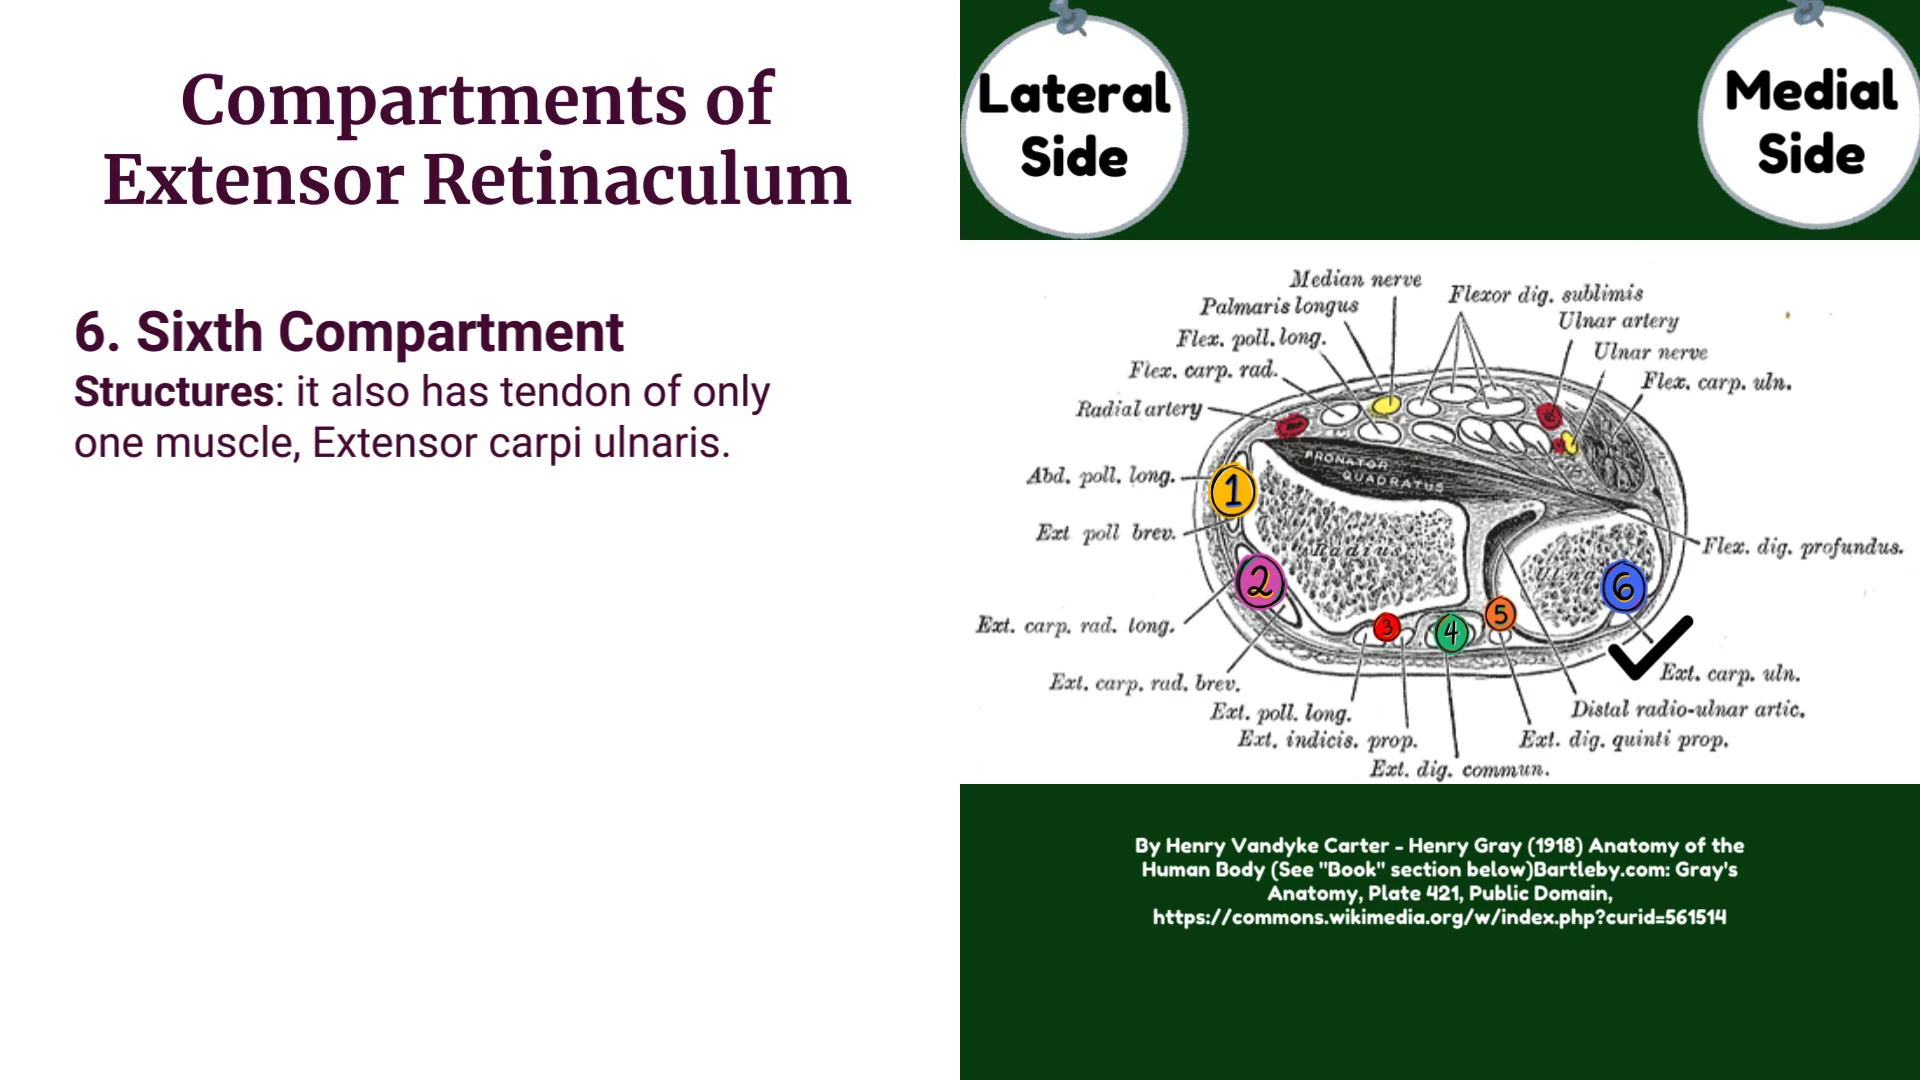 Compartments of
Extensor Retinaculum
6. Sixth Compartment
Structures: it also has tendon of only
one muscle, Extensor carpi ulnaris.
Lateral
Side
Medial
Side
Median nerve
Palmaris longus
Flex. poll. long.
Flex. carp. rad.
Radial artery
Abd. poll. long.
Ext poll brev.
Ext. carp. rad. long.
Ext. carp. rad. brev.
Ext. poll. long.
Ext. indicis. prop.
Ext. dig. commun.
Flexor dig. sublimis
Ulnar artery
Ulnar nerve
Flex. carp. uln.
Flex. dig. profundus.
Ext. carp. uln.
Distal radio-ulnar artic.
Ext. dig. quinti prop.
PRONATOR
QUADRATUS
Radius
Ulna
1
2
3
4
5
6
By Henry Vandyke Carter - Henry Gray (1918) Anatomy of the
Human Body (See "Book" section below)Bartleby.com: Gray's
Anatomy, Plate 421, Public Domain,
https://commons.wikimedia.org/w/index.php?curid=561514